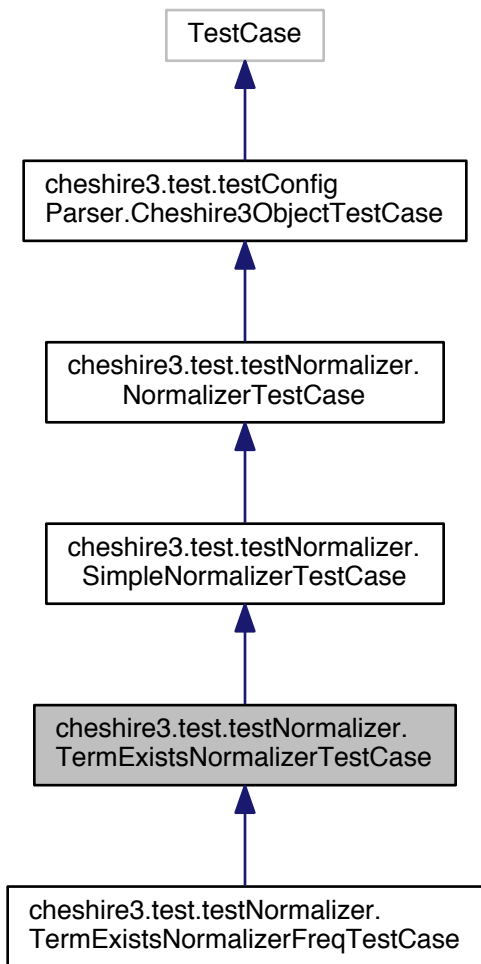 TestCase
cheshire3.test.testConfig
Parser.Cheshire3ObjectTestCase
cheshire3.test.testNormalizer.
NormalizerTestCase
cheshire3.test.testNormalizer.
SimpleNormalizerTestCase
cheshire3.test.testNormalizer.
TermExistsNormalizerTestCase
cheshire3.test.testNormalizer.
TermExistsNormalizerFreqTestCase